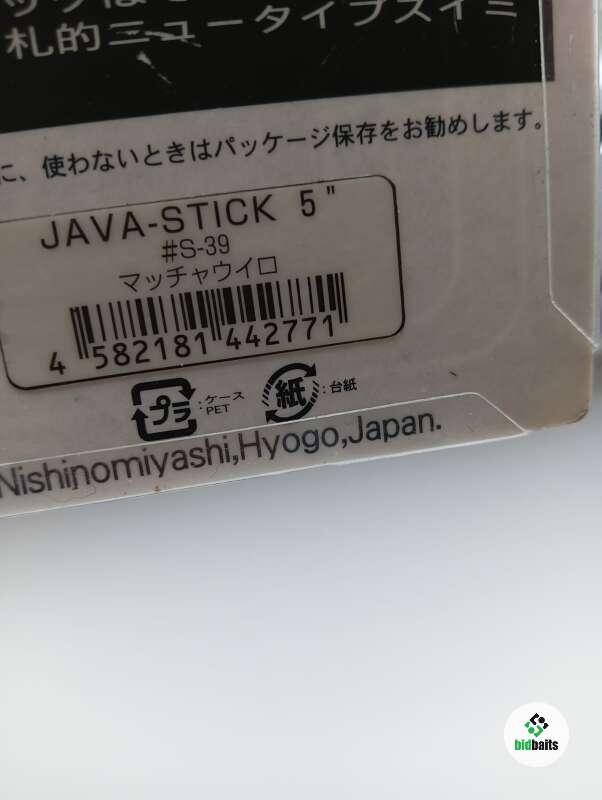 札的ニュータイプスイミ
に、使わないときはパッケージ保存をお勧めします。
JAVA-STICK 5"
#S-39
マッチャウイロ
4 582181 442771
プラ :ケース PET
紙 :台紙
Nishinomiyashi,Hyogo,Japan.
bidbaits